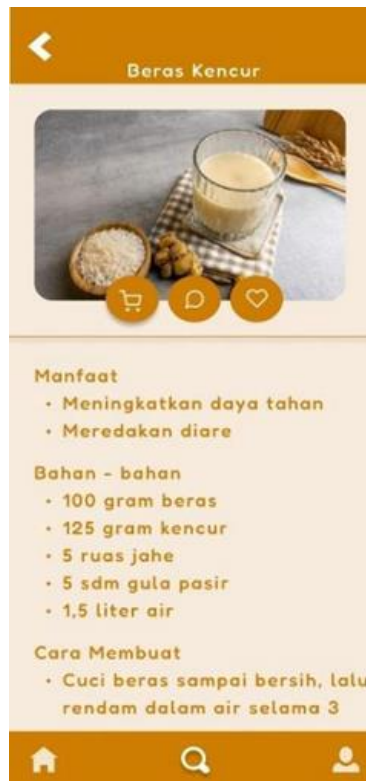 Beras Kencur
Manfaat
• Meningkatkan daya tahan
• Meredakan diare
Bahan - bahan
• 100 gram beras
• 125 gram kencur
• 5 ruas jahe
• 5 sdm gula pasir
• 1,5 liter air
Cara Membuat
• Cuci beras sampai bersih, lalu
rendam dalam air selama 3